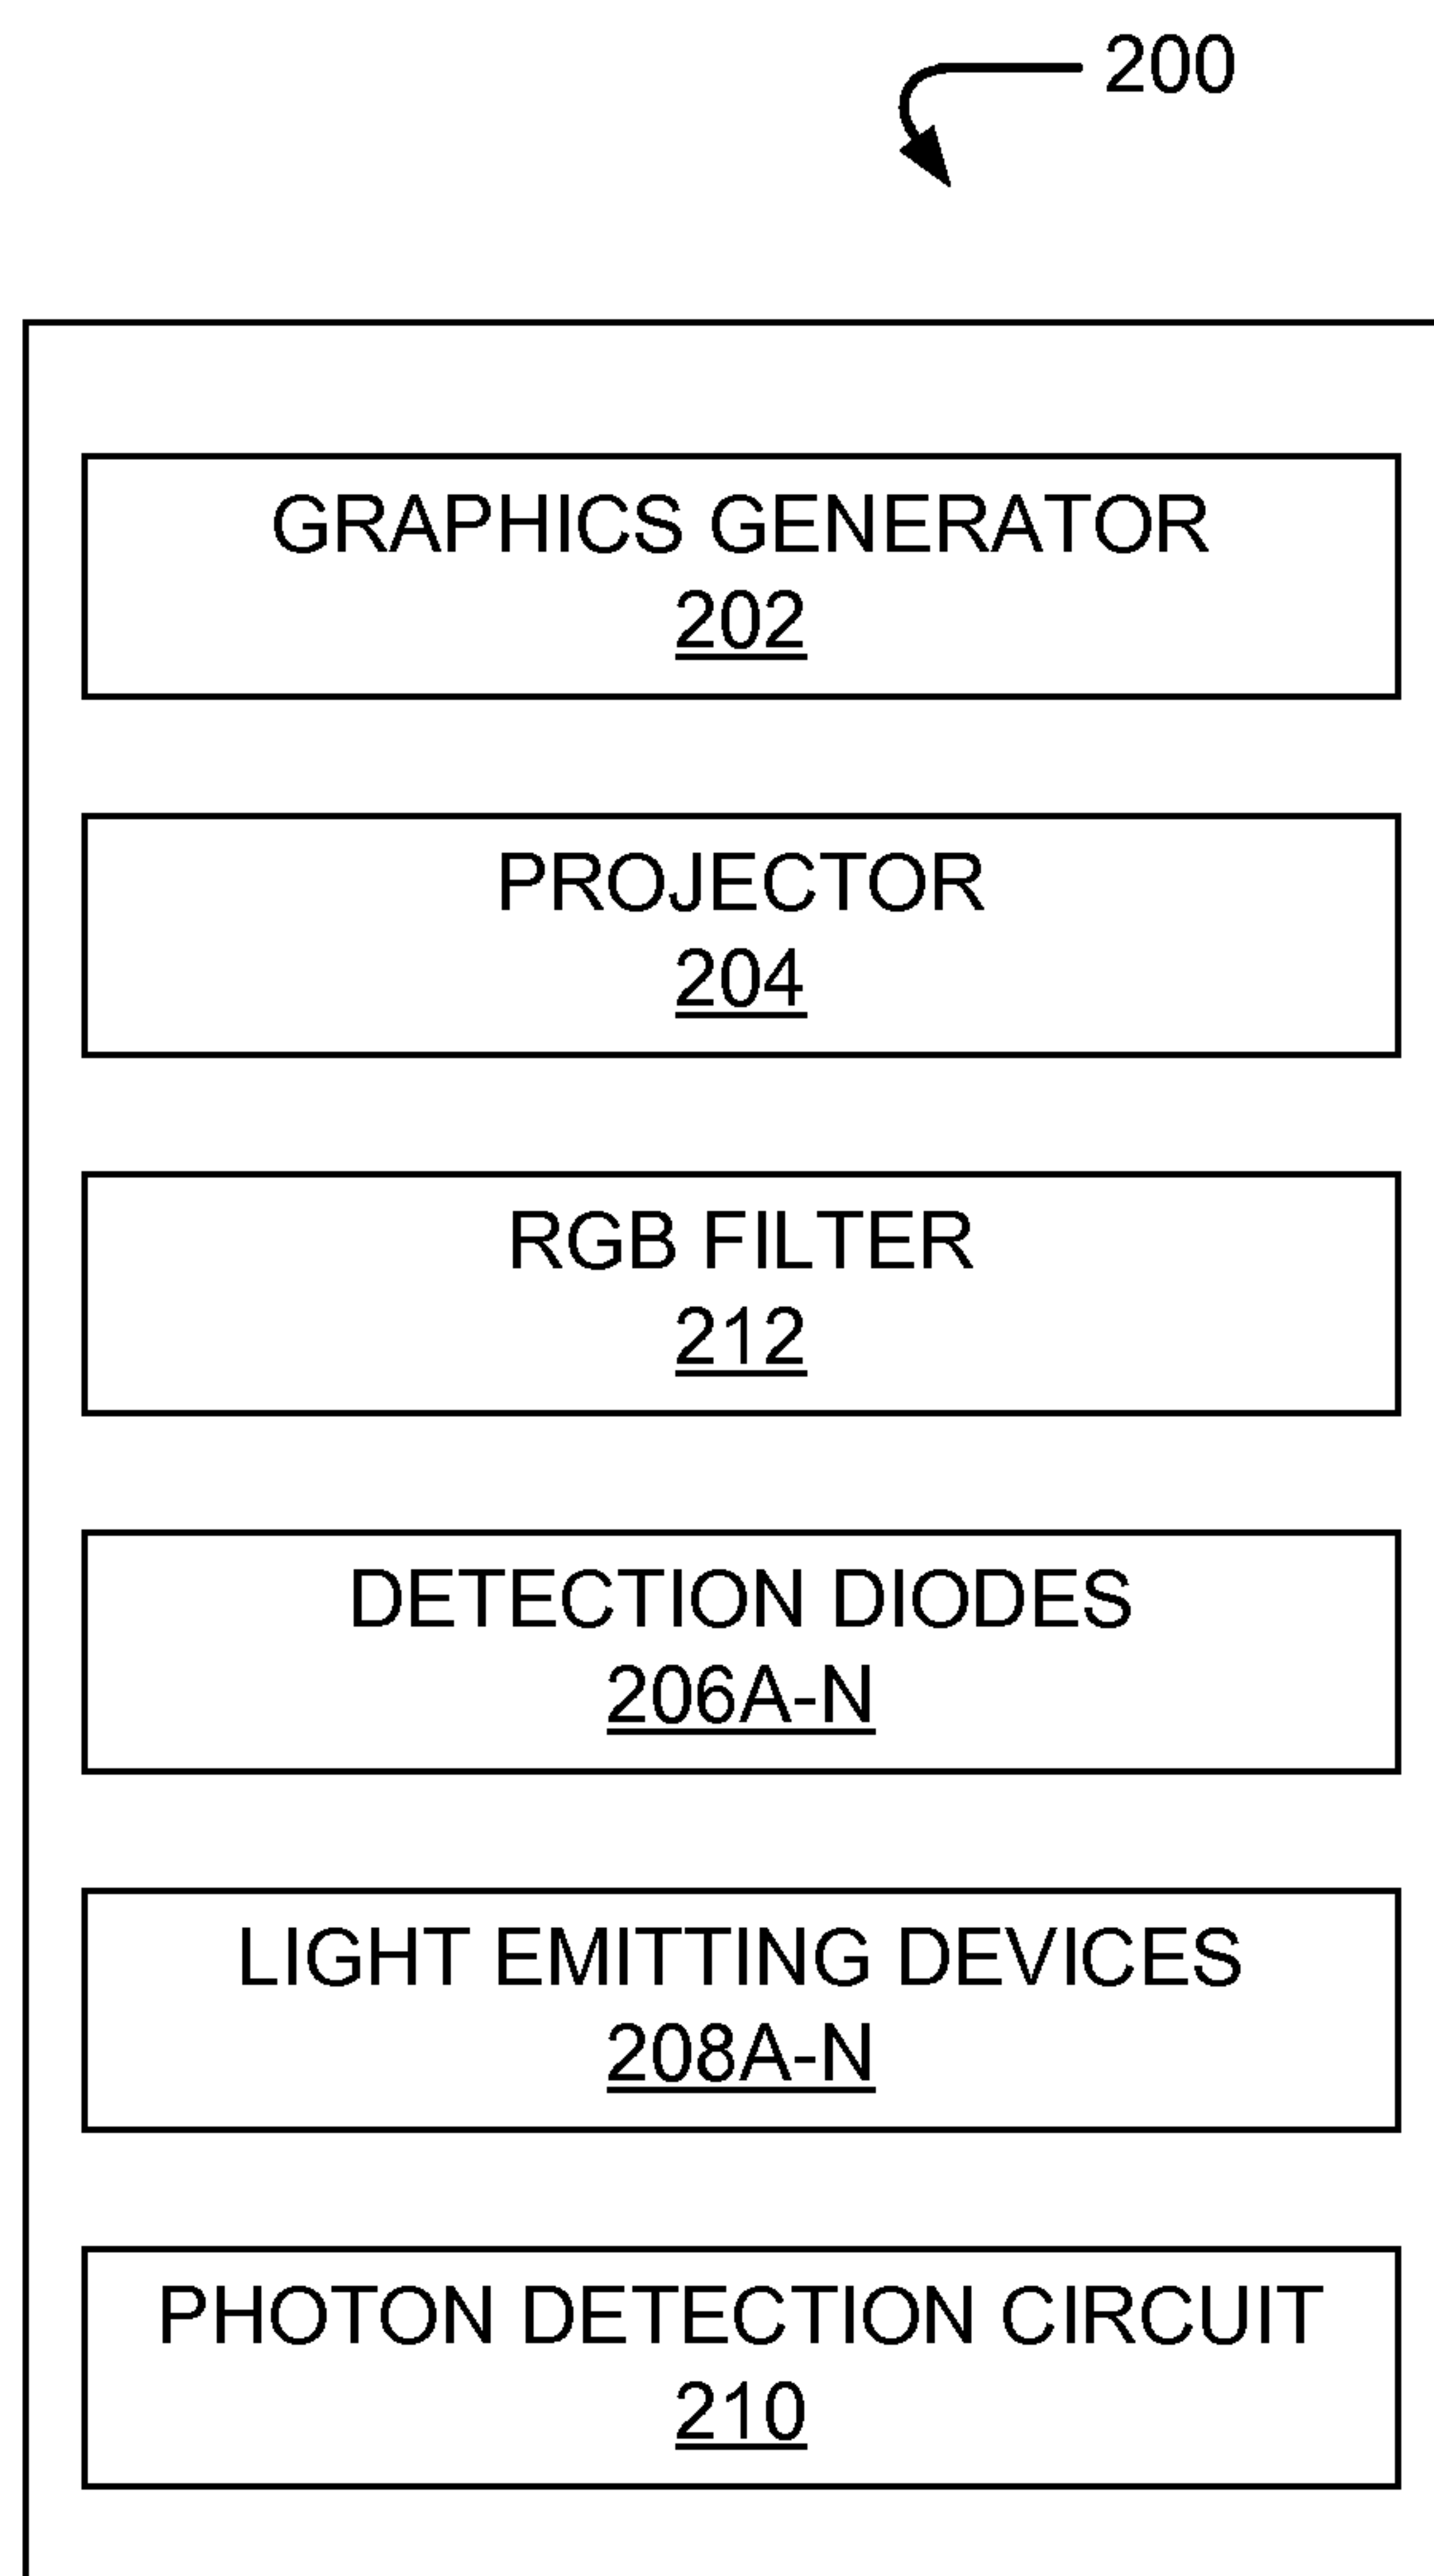 200
GRAPHICS GENERATOR
202
PROJECTOR
204
RGB FILTER
212
DETECTION DIODES
206A-N
LIGHT EMITTING DEVICES
208A-N
PHOTON DETECTION CIRCUIT
210